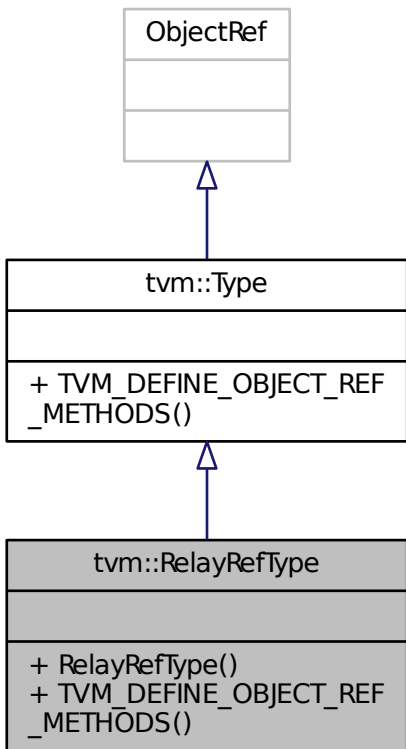 ObjectRef
tvm::Type
+ TVM_DEFINE_OBJECT_REF
_METHODS()
tvm::RelayRefType
+ RelayRefType()
+ TVM_DEFINE_OBJECT_REF
_METHODS()